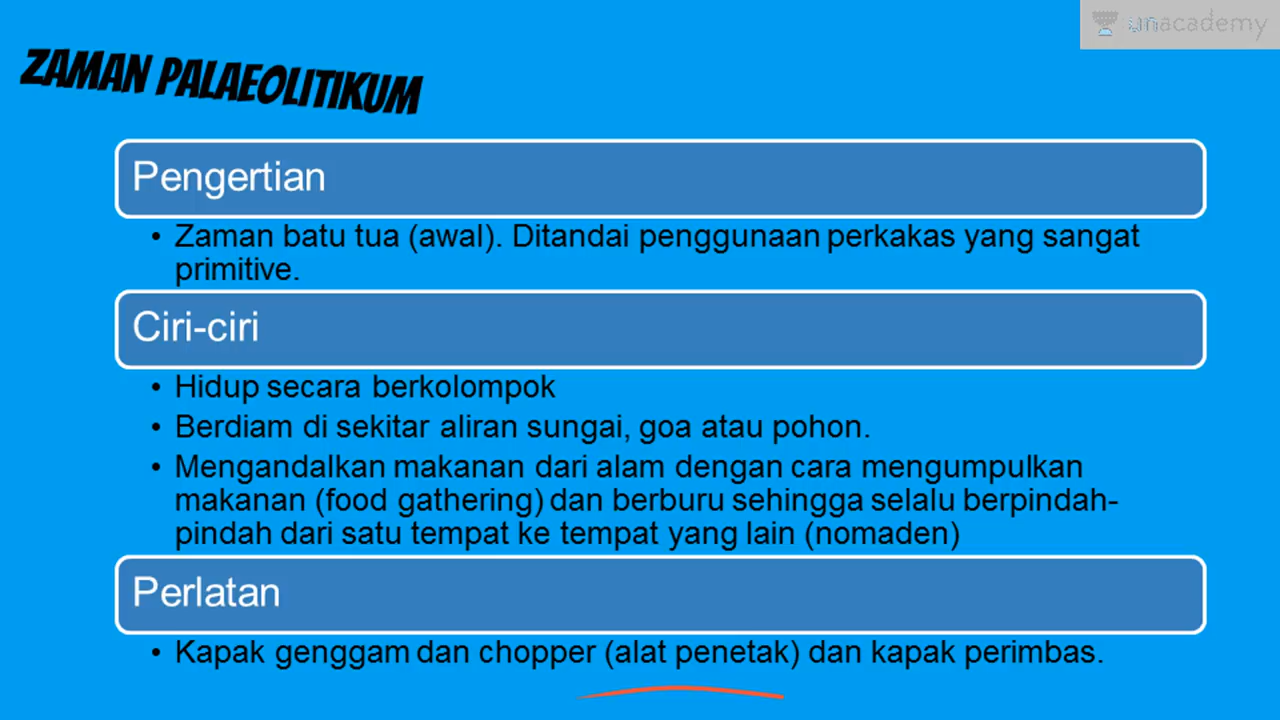 unacademy
ZAMAN PALAEOLITIKUM
Pengertian
• Zaman batu tua (awal). Ditandai penggunaan perkakas yang sangat
primitive.
Ciri-ciri
• Hidup secara berkolompok
• Berdiam di sekitar aliran sungai, goa atau pohon.
• Mengandalkan makanan dari alam dengan cara mengumpulkan
makanan (food gathering) dan berburu sehingga selalu berpindah-
pindah dari satu tempat ke tempat yang lain (nomaden)
Perlatan
• Kapak genggam dan chopper (alat penetak) dan kapak perimbas.